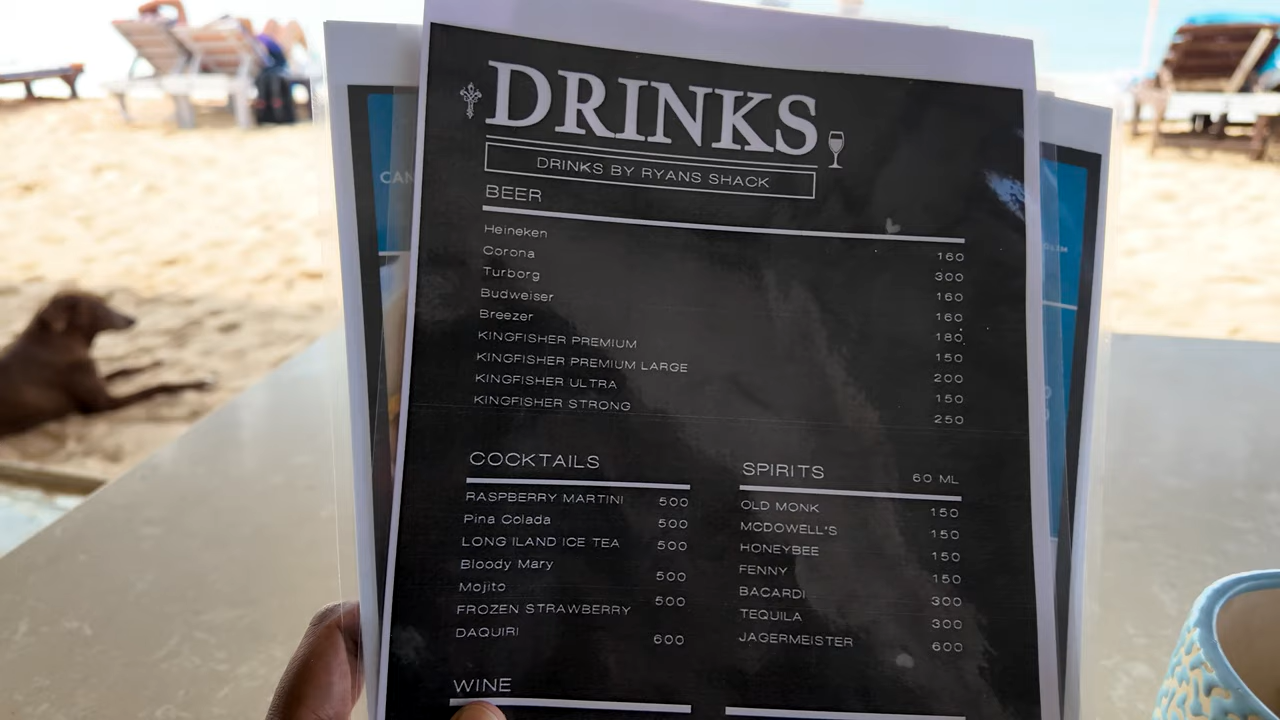 DRINKS
DRINKS BY RYANS SHACK
BEER
Heineken 160
Corona 300
Turborg 160
Budweiser 160
Breezer 180
KINGFISHER PREMIUM 150
KINGFISHER PREMIUM LARGE 200
KINGFISHER ULTRA 150
KINGFISHER STRONG 250
COCKTAILS
RASPBERRY MARTINI 500
Pina Colada 500
LONG ILAND ICE TEA 500
Bloody Mary 500
Mojito 500
FROZEN STRAWBERRY
DAQUIRI 600
SPIRITS 60 ML
OLD MONK 150
MCDOWELL'S 150
HONEYBEE 150
FENNY 150
BACARDI 300
TEQUILA 300
JAGERMEISTER 600
WINE
CAN